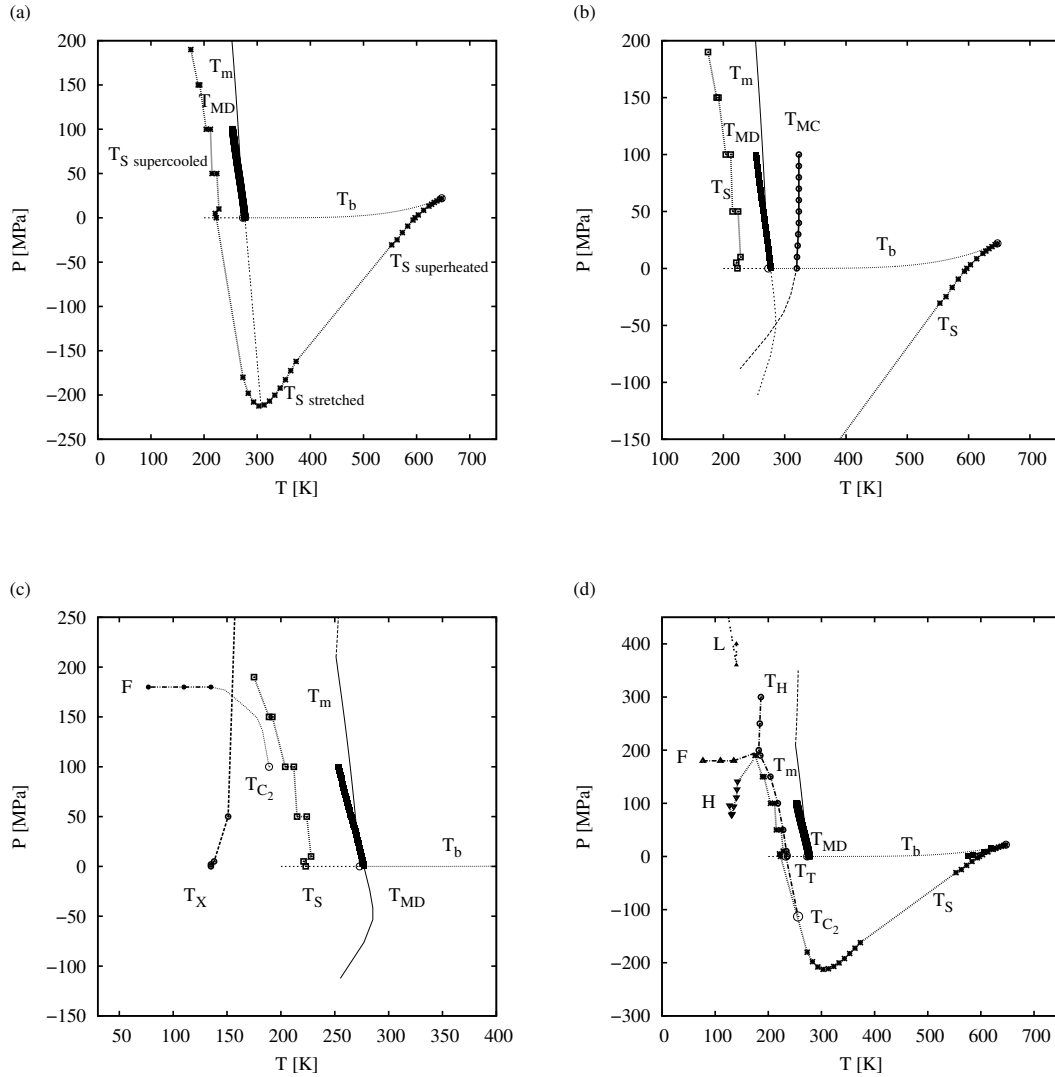 (a)
200
150
100
50
0
−50
−100
−150
−200
−250
0 100 200 300 400 500 600 700
P [MPa]
T [K]
T_m
T_MD
T_S supercooled
T_b
T_S superheated
T_S stretched
(b)
200
150
100
50
0
−50
−100
−150
100 200 300 400 500 600 700
P [MPa]
T [K]
T_m
T_MD
T_MC
T_S
T_b
T_S
(c)
250
200
150
100
50
0
−50
−100
−150
50 100 150 200 250 300 350 400
P [MPa]
T [K]
F
T_m
T_C2
T_b
T_X
T_S
T_MD
(d)
400
300
200
100
0
−100
−200
−300
0 100 200 300 400 500 600 700
P [MPa]
T [K]
L
T_H
F
T_m
H
T_MD
T_b
T_T
T_S
T_C2